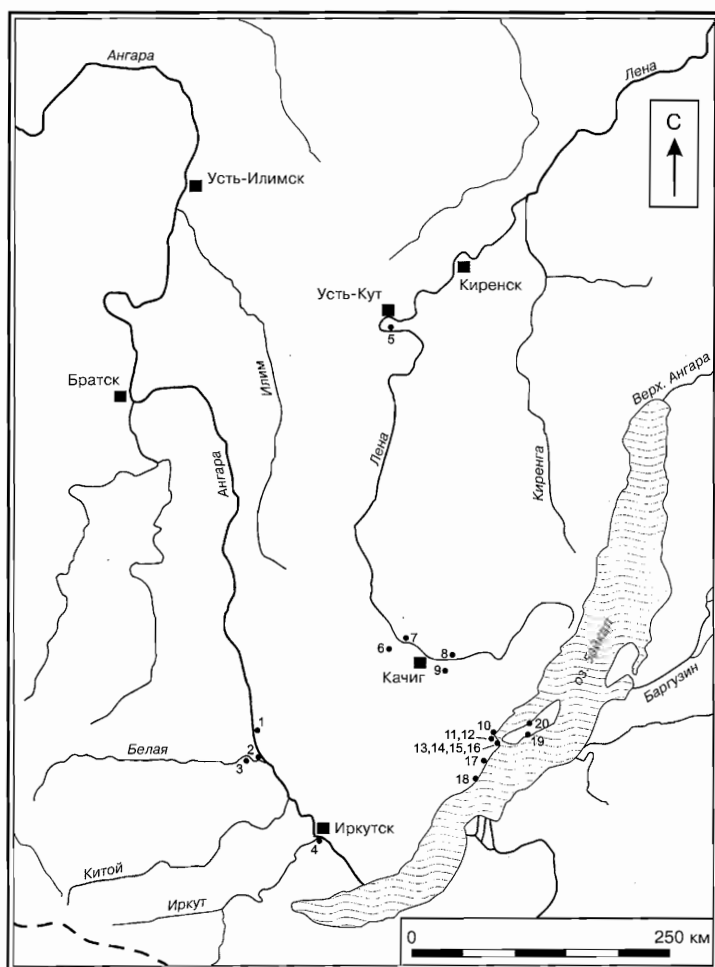 Ангара
Лена
С
Усть-Илимск
Киренск
Усть-Кут
5
Верх. Ангара
Братск
Илим
Ангара
Лена
Киренга
7
6
8
Качиг
9
оз. Байкал
Баргузин
1
10
20
11, 12
19
13, 14, 15, 16
Белая
2
3
17
18
Иркутск
4
Китой
Иркут
0
250 км